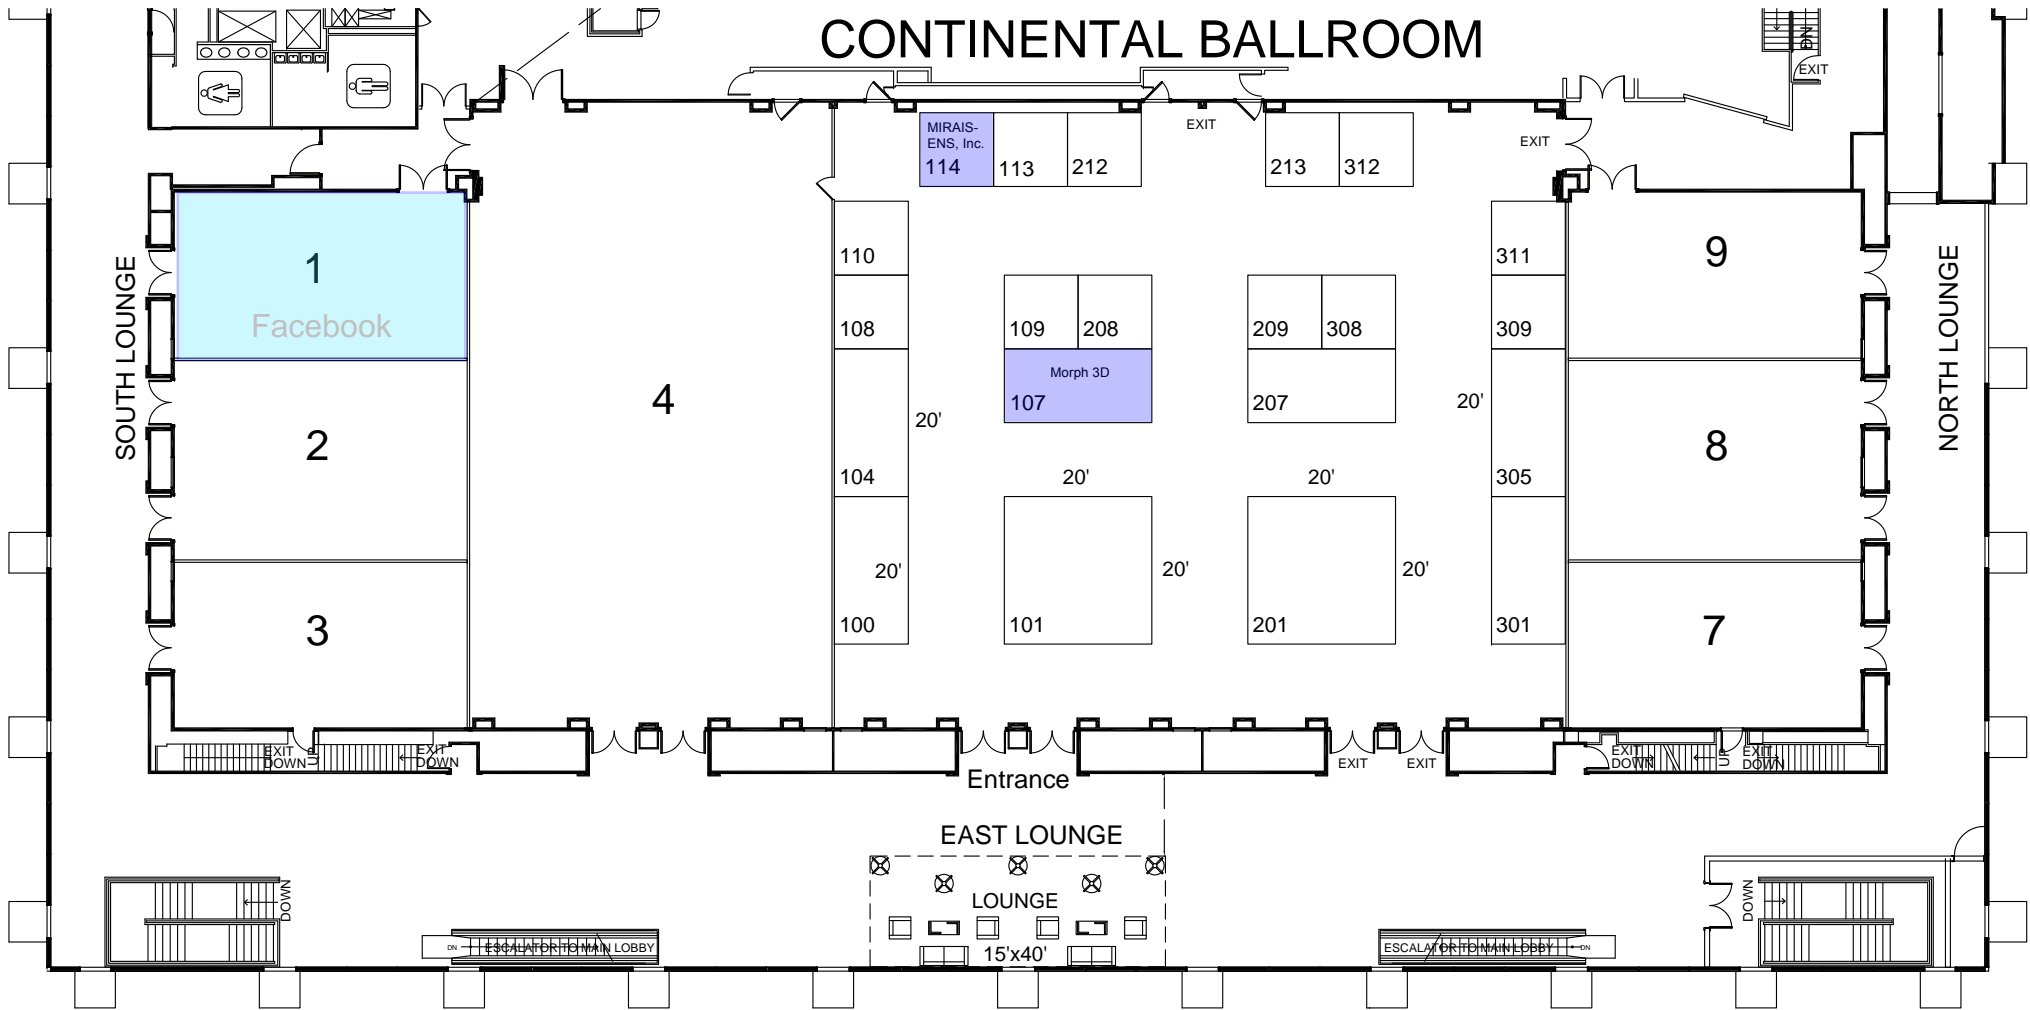 CONTINENTAL BALLROOM
DN
EXIT
MIRAIS-
ENS, Inc.
114
113
212
EXIT
213
312
EXIT
1
Facebook
SOUTH LOUNGE
2
3
4
110
108
104
100
20'
20'
109
208
Morph 3D
107
20'
101
20'
209
308
207
20'
201
20'
20'
311
309
305
301
9
8
7
NORTH LOUNGE
EXIT
DOWN
UP
EXIT
DOWN
Entrance
EXIT
EXIT
EXIT
DOWN
UP
EXIT
DOWN
EAST LOUNGE
LOUNGE
15'x40'
DOWN
DN
ESCALATOR TO MAIN LOBBY
ESCALATOR TO MAIN LOBBY
DN
DOWN